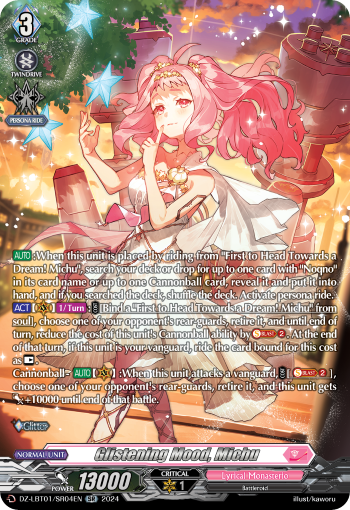 3
GRADE
TWINDRIVE
PERSONA RIDE
AUTO:When this unit is placed by riding from "First to Head Towards a
Dream! Michu", search your deck or drop for up to one card with "Noqno"
in its card name or up to one Cannonball card, reveal it and put it into
hand, and if you searched the deck, shuffle the deck. Activate persona ride.
ACT 1/Turn :[Bind a "First to Head Towards a Dream! Michu" from
soul], choose one of your opponent's rear-guards, retire it, and until end of
turn, reduce the cost of this unit's Cannonball ability by BLAST 2. At the end
of that turn, if this unit is your vanguard, ride the card bound for this cost
as
Cannonball- AUTO :When this unit attacks a vanguard, [BLAST 2],
choose one of your opponent's rear-guards, retire it, and this unit gets
+10000 until end of that battle.
Glitter
NORMAL UNIT
Glistening Mood, Michu
Lyrical Monasterio
POWER 13000 CRITICAL 1
Battleroid
D DZ-LBT01/SR04EN SR 2024 illust/kaworu